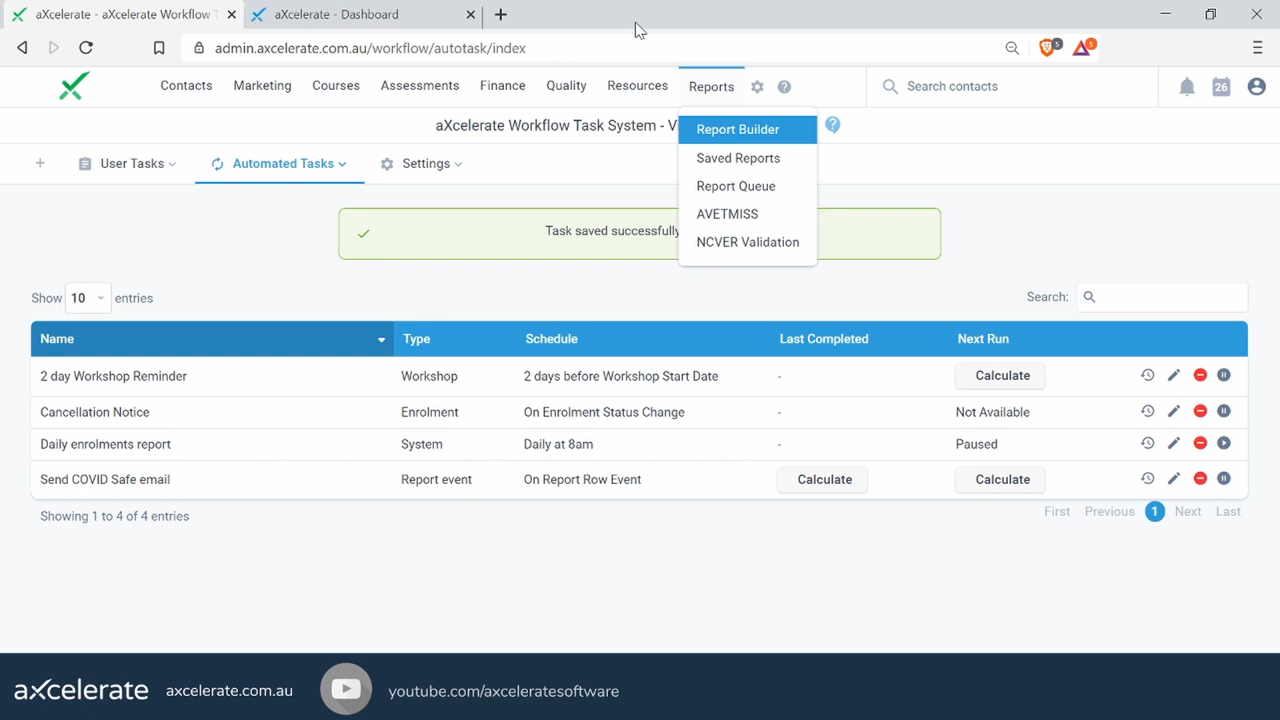 aXcelerate - aXcelerate Workflow T
aXcelerate - Dashboard
admin.axcelerate.com.au/workflow/autotask/index
5
5
Contacts
Marketing
Courses
Assessments
Finance
Quality
Resources
Reports
Search contacts
26
aXcelerate Workflow Task System - V
Report Builder
Saved Reports
Report Queue
AVETMISS
NCVER Validation
User Tasks
Automated Tasks
Settings
Task saved successfully
Show 10 entries
Search:
Name Type Schedule Last Completed Next Run
2 day Workshop Reminder Workshop 2 days before Workshop Start Date - Calculate
Cancellation Notice Enrolment On Enrolment Status Change - Not Available
Daily enrolments report System Daily at 8am - Paused
Send COVID Safe email Report event On Report Row Event Calculate Calculate
Showing 1 to 4 of 4 entries
First Previous 1 Next Last
axcelerate
axcelerate.com.au
youtube.com/axceleratesoftware